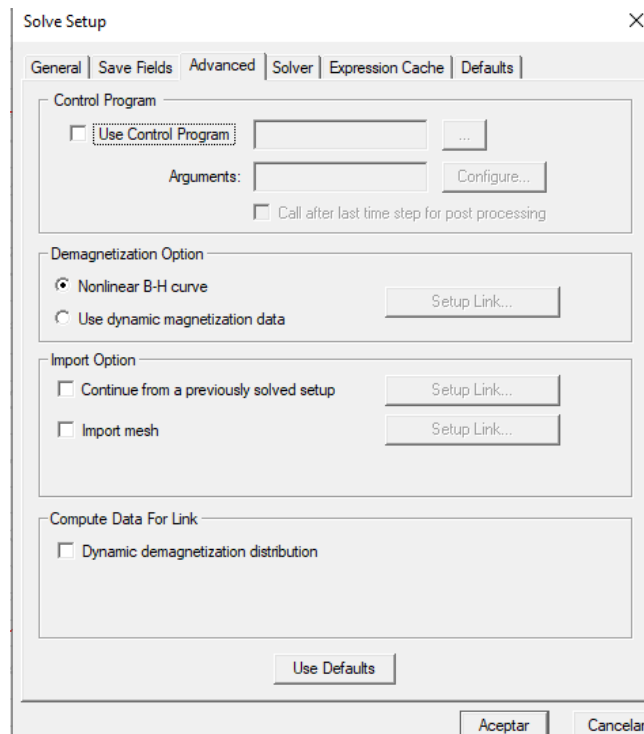 Solve Setup
General Save Fields Advanced Solver Expression Cache Defaults
Control Program
Use Control Program ...
Arguments: Configure...
Call after last time step for post processing
Demagnetization Option
Nonlinear B-H curve
Setup Link...
Use dynamic magnetization data
Import Option
Continue from a previously solved setup Setup Link...
Import mesh Setup Link...
Compute Data For Link
Dynamic demagnetization distribution
Use Defaults
Aceptar Cancelar